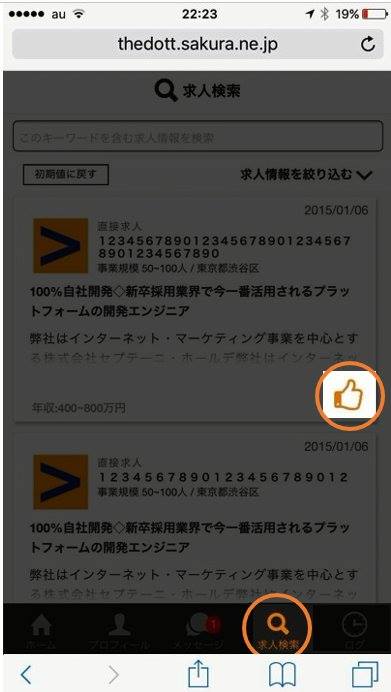 au 22:23 19%
thedott.sakura.ne.jp
求人検索
このキーワードを含む求人情報を検索
初期値に戻す 求人情報を絞り込む
2015/01/06
直接求人
123456789012345678901234567
8901234567890
事業規模 50~100人 / 東京都渋谷区
100%自社開発◇新卒採用業界で今一番活用されるプラッ
トフォームの開発エンジニア
弊社はインターネット・マーケティング事業を中心とす
る株式会社セプテーニ・ホールデ弊社はインターネッ
年収:400~800万円
2015/01/06
直接求人
123456789012345678901２
事業規模 50~100人 / 東京都渋谷区
100%自社開発◇新卒採用業界で今一番活用されるプラッ
トフォームの開発エンジニア
弊社はインターネット・マーケティング事業を中心とす
る株式会社セプテーニ・ホールデ弊社はインターネッ
1
ホーム プロフィール メッセージ 求人検索 ログ